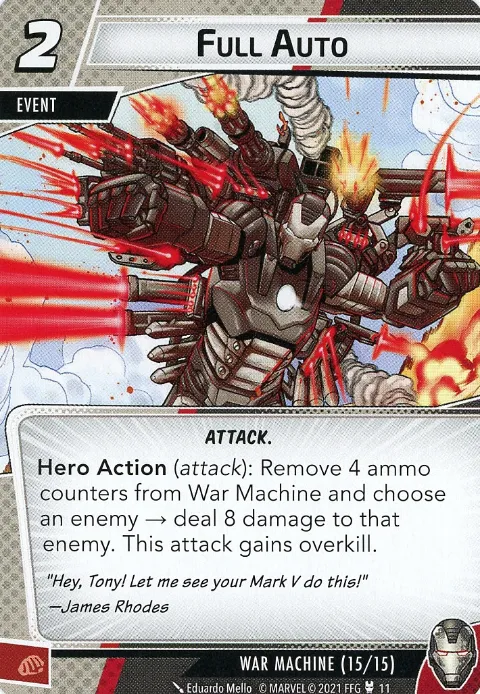 2
FULL AUTO
EVENT
ATTACK.
Hero Action (attack): Remove 4 ammo
counters from War Machine and choose
an enemy → deal 8 damage to that
enemy. This attack gains overkill.
"Hey, Tony! Let me see your Mark V do this!"
—James Rhodes
WAR MACHINE (15/15)
Eduardo Mello © MARVEL © 2021 FFG 11